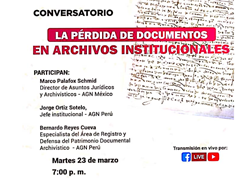 CONVERSATORIO
LA PÉRDIDA DE DOCUMENTOS
EN ARCHIVOS INSTITUCIONALES
PARTICIPAN:
Marco Palafox Schmid
Director de Asuntos Jurídicos
y Archivísticos - AGN México
Jorge Ortiz Sotelo,
Jefe institucional - AGN Perú
Bernardo Reyes Cueva
Especialista del Área de Registro y
Defensa del Patrimonio Documental
Archivístico - AGN Perú
Martes 23 de marzo
7:00 p. m.
Transmisión en vivo por:
LIVE